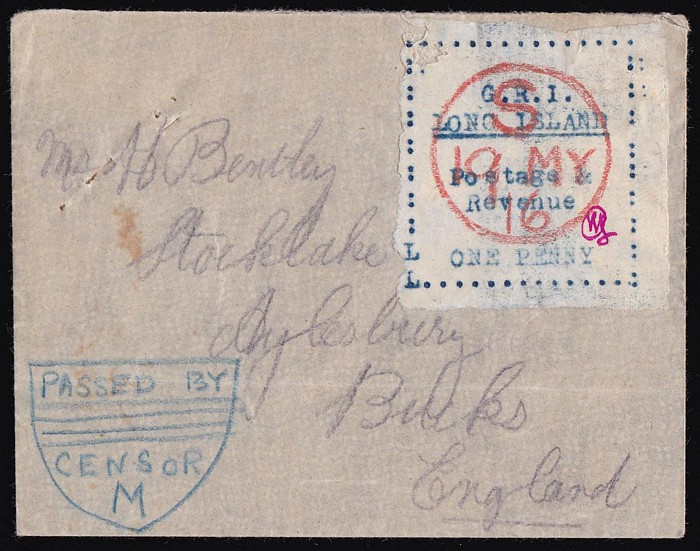 G.R.I.
LONG ISLAND
Postage &
Revenue
ONE PENNY
L
L
S
19 MY
16
Mr H Bentley
Stocklake
Aylesbury
Bucks
England
PASSED BY
CENSOR
M